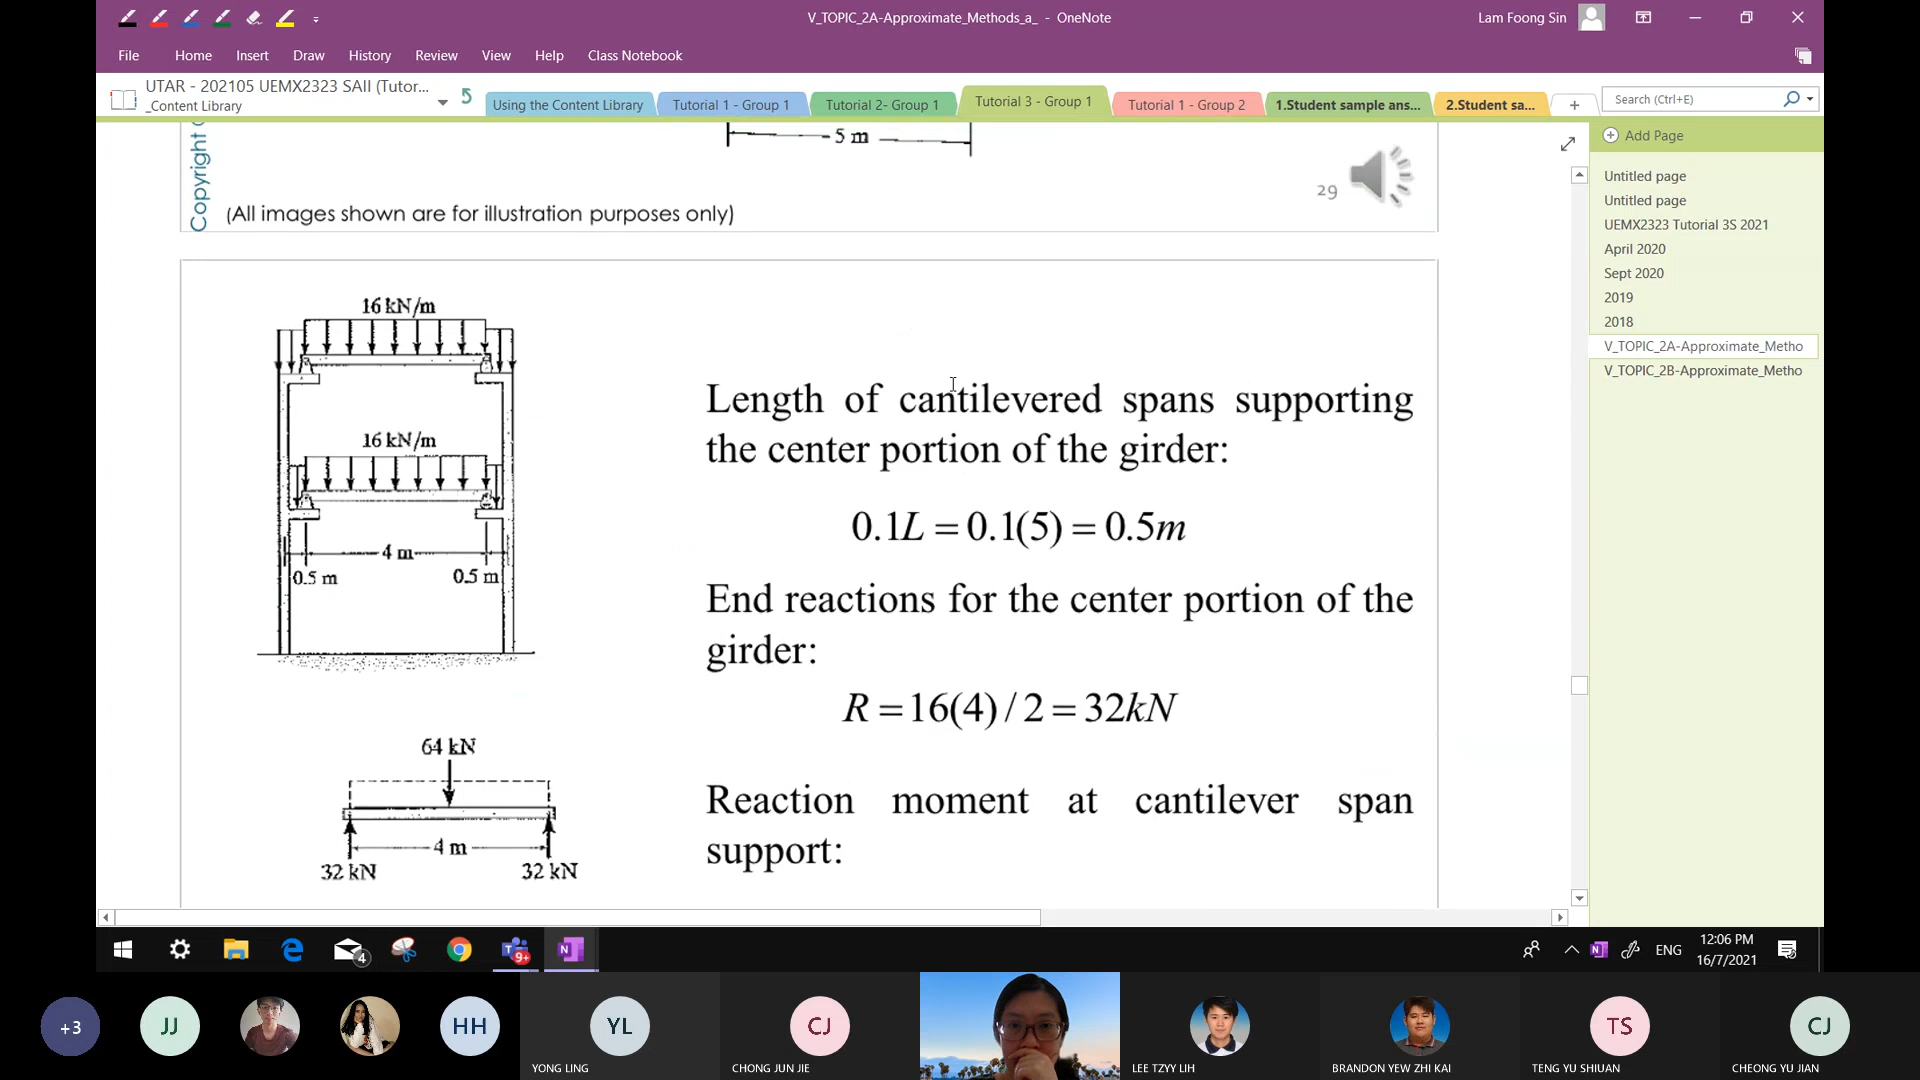 V_TOPIC_2A-Approximate_Methods_a_ - OneNote
Lam Foong Sin
File Home Insert Draw History Review View Help Class Notebook
UTAR - 202105 UEMX2323 SAII (Tutor...
_Content Library
Using the Content Library
Tutorial 1 - Group 1
Tutorial 2- Group 1
Tutorial 3 - Group 1
Tutorial 1 - Group 2
1.Student sample ans...
2.Student sa...
Search (Ctrl+E)
Add Page
Untitled page
Untitled page
UEMX2323 Tutorial 3S 2021
April 2020
Sept 2020
2019
2018
V_TOPIC_2A-Approximate_Metho
V_TOPIC_2B-Approximate_Metho
Copyright
5 m
29
(All images shown are for illustration purposes only)
16 kN/m
16 kN/m
4 m
0.5 m
0.5 m
64 kN
4 m
32 kN
32 kN
Length of cantilevered spans supporting
the center portion of the girder:
0.1L = 0.1(5) = 0.5m
End reactions for the center portion of the
girder:
R = 16(4) / 2 = 32kN
Reaction moment at cantilever span
support:
4
9+
ENG
12:06 PM
16/7/2021
+3
JJ
HH
YL
YONG LING
CJ
CHONG JUN JIE
LEE TZYY LIH
BRANDON YEW ZHI KAI
TS
TENG YU SHIUAN
CJ
CHEONG YU JIAN